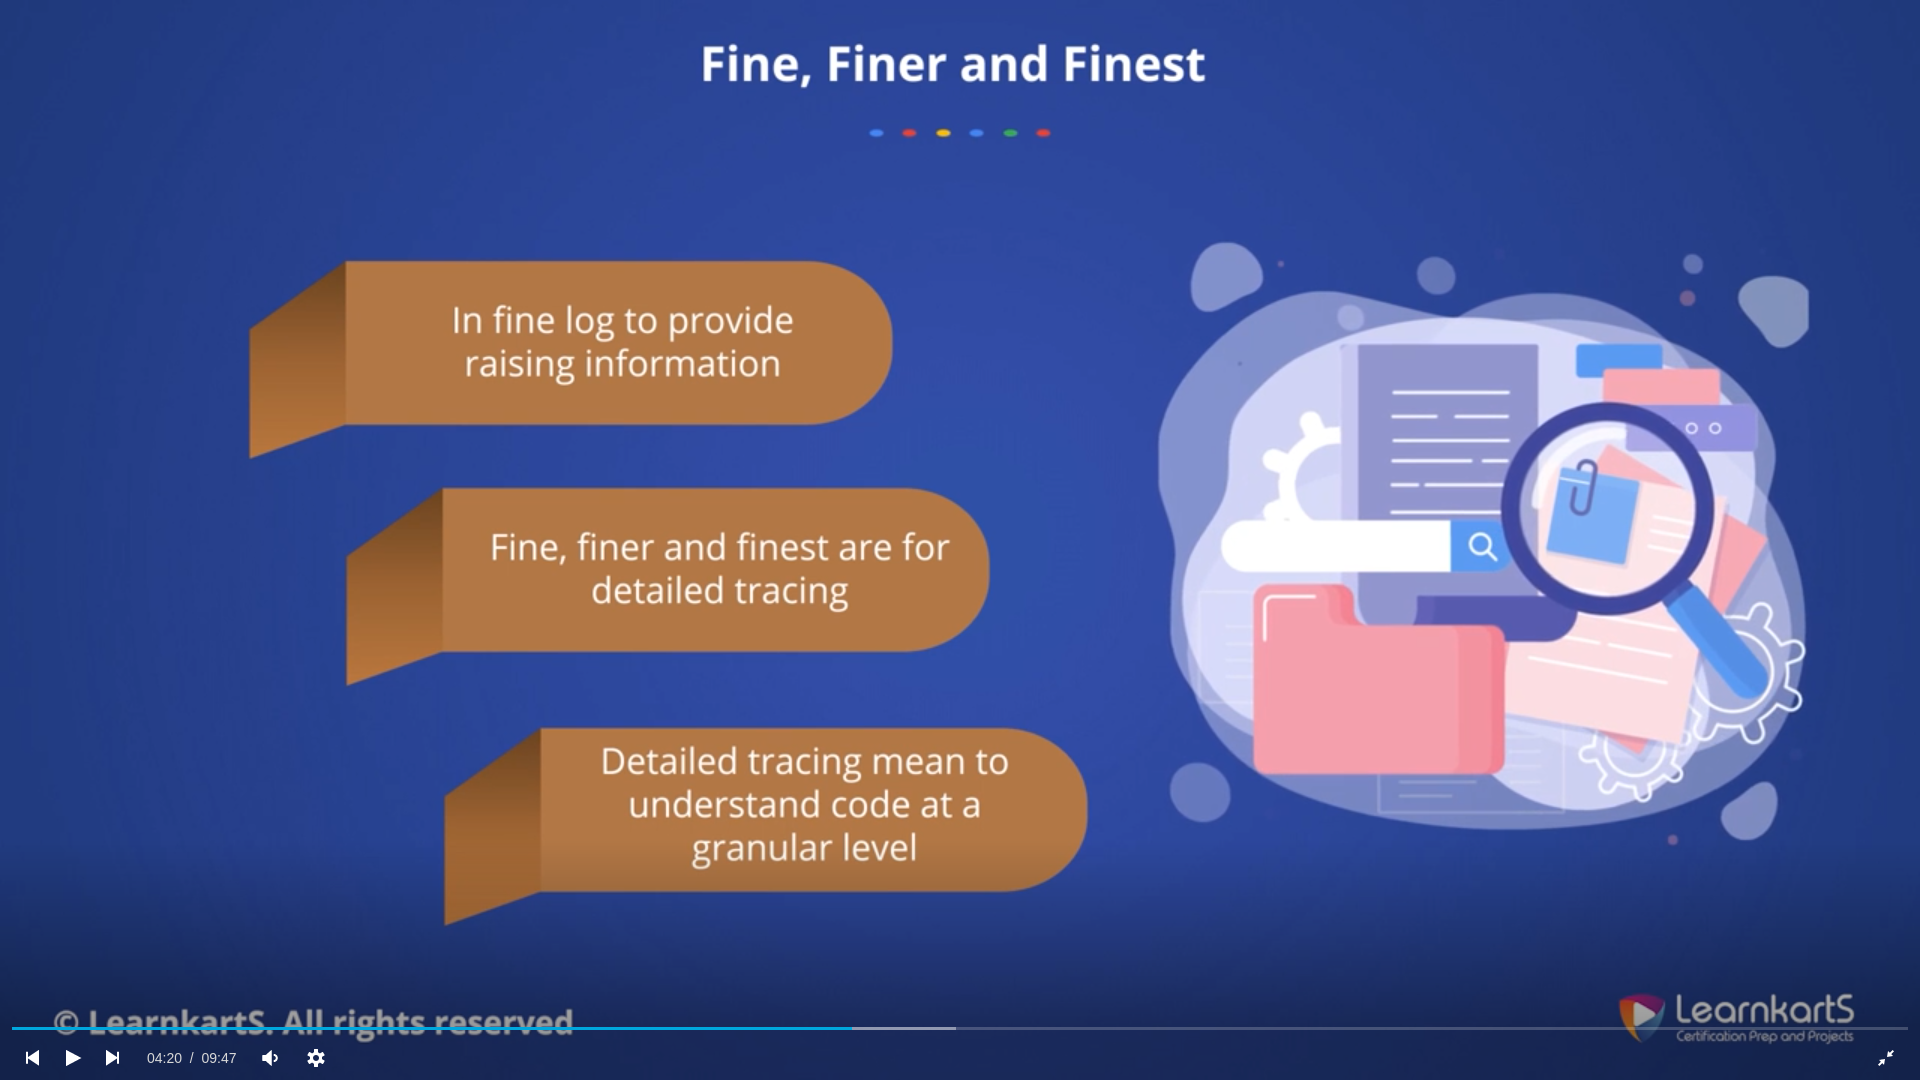 Fine, Finer and Finest
In fine log to provide
raising information
Fine, finer and finest are for
detailed tracing
Detailed tracing mean to
understand code at a
granular level
© LearnkartS. All rights reserved
LearnkartS
Certification Prep and Projects
04:20 / 09:47